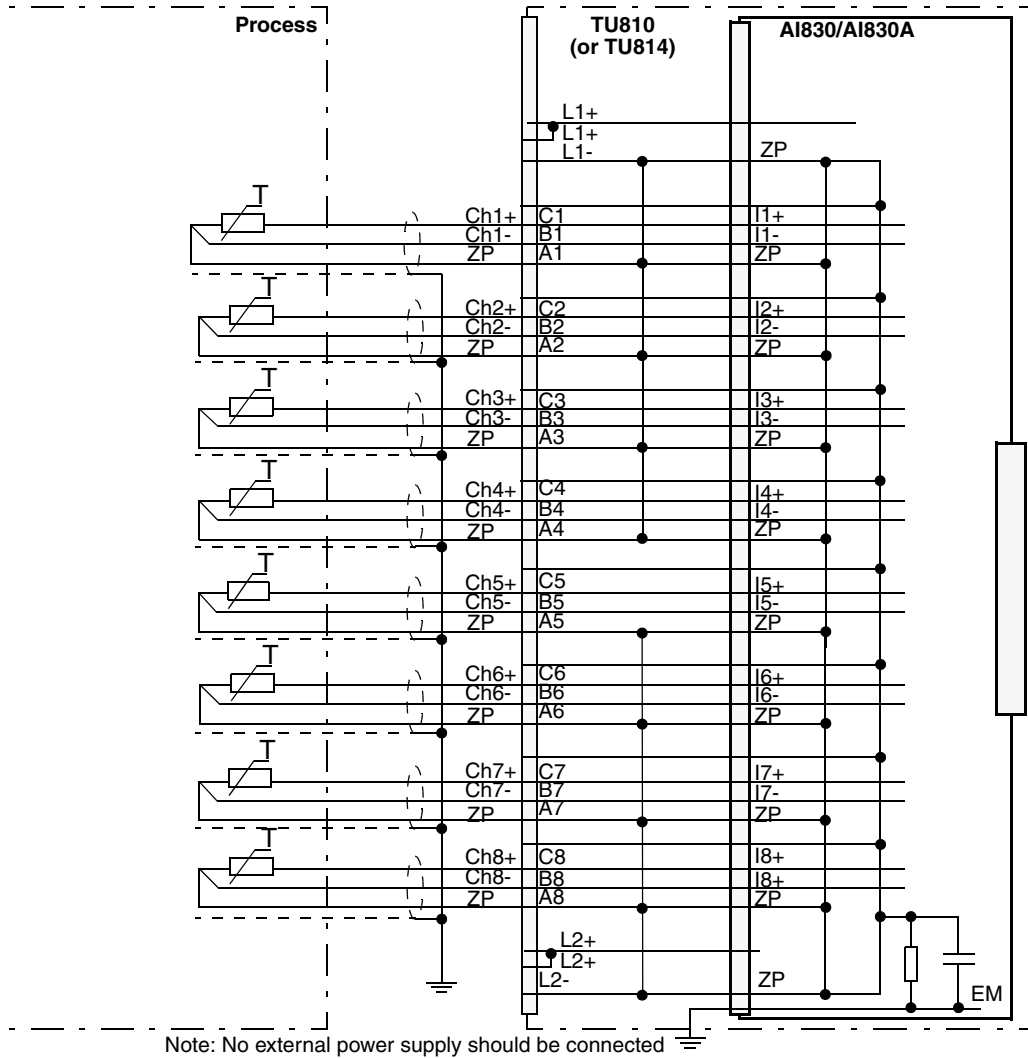 Process
TU810
(or TU814)
AI830/AI830A
L1+
L1+
L1-
ZP
T
Ch1+ C1 I1+
Ch1- B1 I1-
ZP A1 ZP
T
Ch2+ C2 I2+
Ch2- B2 I2-
ZP A2 ZP
T
Ch3+ C3 I3+
Ch3- B3 I3-
ZP A3 ZP
T
Ch4+ C4 I4+
Ch4- B4 I4-
ZP A4 ZP
T
Ch5+ C5 I5+
Ch5- B5 I5-
ZP A5 ZP
T
Ch6+ C6 I6+
Ch6- B6 I6-
ZP A6 ZP
T
Ch7+ C7 I7+
Ch7- B7 I7-
ZP A7 ZP
T
Ch8+ C8 I8+
Ch8- B8 I8+
ZP A8 ZP
L2+
L2+
L2-
ZP
EM
Note: No external power supply should be connected